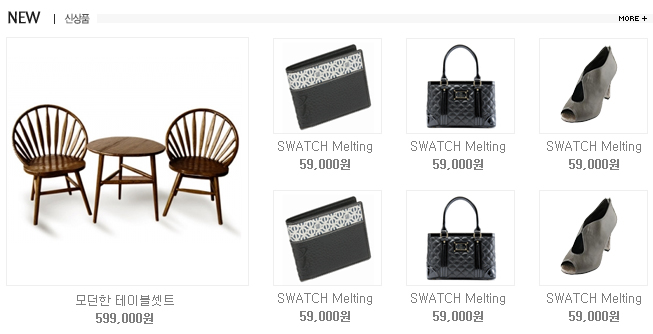 NEW | 신상품
MORE +
SWATCH Melting
59,000원
SWATCH Melting
59,000원
SWATCH Melting
59,000원
모던한 테이블셋트
599,000원
SWATCH Melting
59,000원
SWATCH Melting
59,000원
SWATCH Melting
59,000원